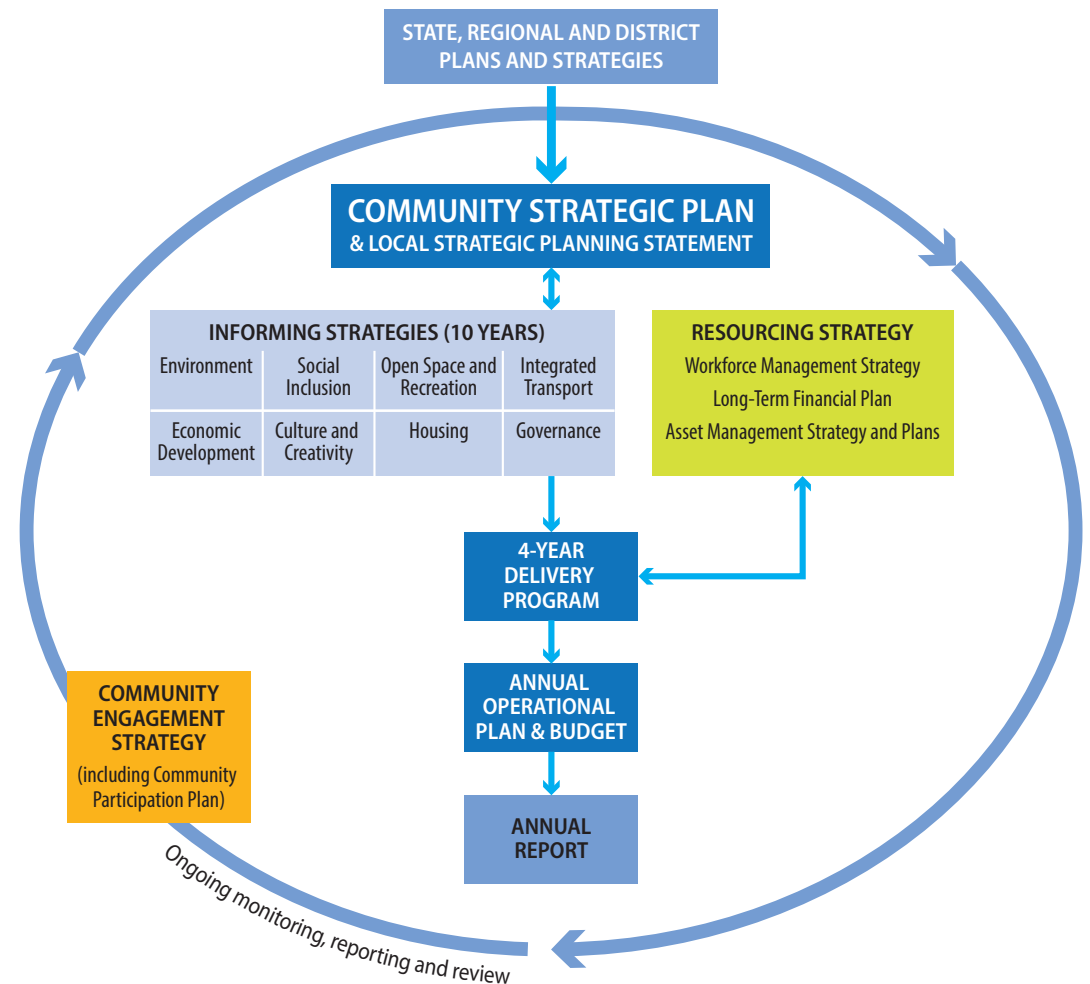 STATE, REGIONAL AND DISTRICT
PLANS AND STRATEGIES
COMMUNITY STRATEGIC PLAN
& LOCAL STRATEGIC PLANNING STATEMENT
INFORMING STRATEGIES (10 YEARS)
Environment
Social
Inclusion
Open Space and
Recreation
Integrated
Transport
Economic
Development
Culture and
Creativity
Housing
Governance
RESOURCING STRATEGY
Workforce Management Strategy
Long-Term Financial Plan
Asset Management Strategy and Plans
4-YEAR
DELIVERY
PROGRAM
ANNUAL
OPERATIONAL
PLAN & BUDGET
COMMUNITY
ENGAGEMENT
STRATEGY
(including Community
Participation Plan)
ANNUAL
REPORT
Ongoing monitoring, reporting and review